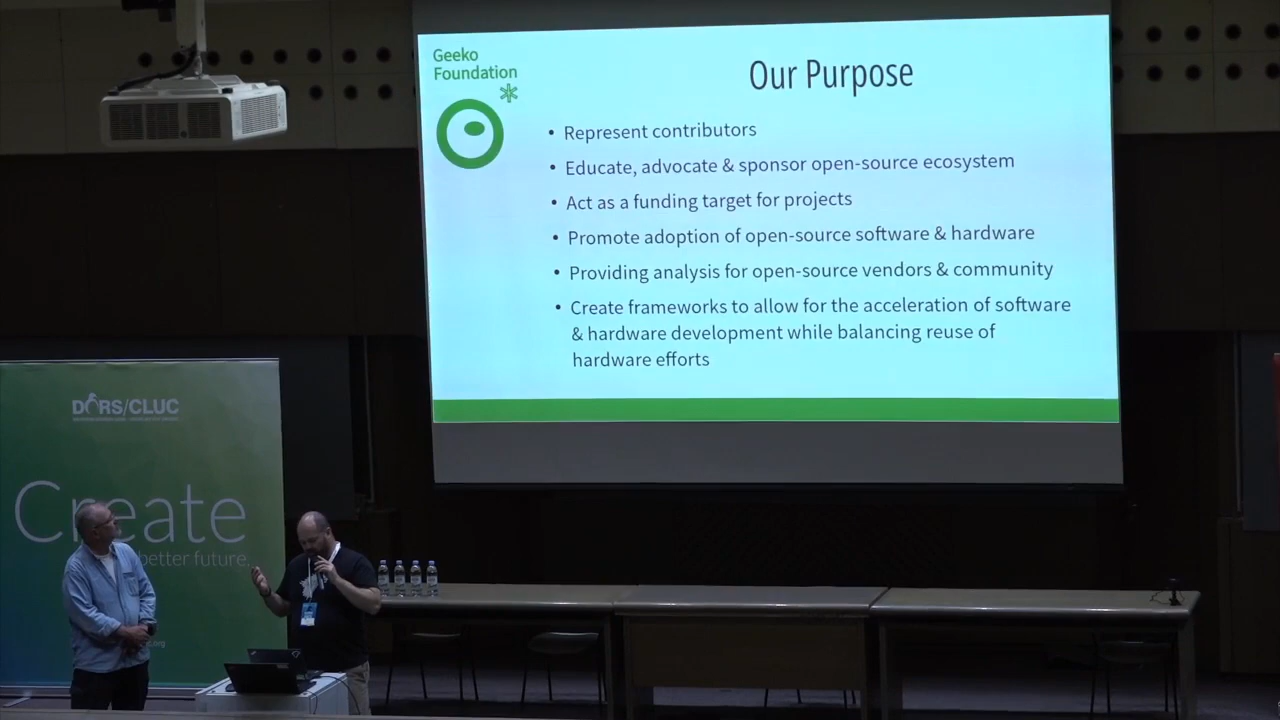 Geeko
Foundation
Our Purpose
• Represent contributors
• Educate, advocate & sponsor open-source ecosystem
• Act as a funding target for projects
• Promote adoption of open-source software & hardware
• Providing analysis for open-source vendors & community
• Create frameworks to allow for the acceleration of software
& hardware development while balancing reuse of
hardware efforts
DORS/CLUC
Create
better future.